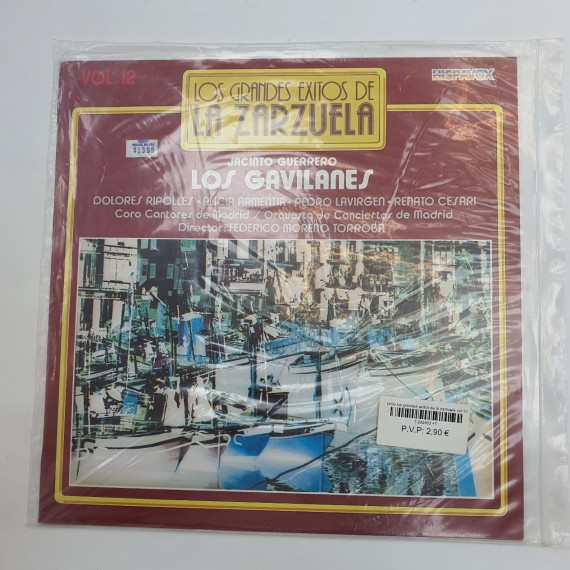 VOL. 12
HISPAVOX
LOS GRANDES EXITOS DE
LA ZARZUELA
JACINTO GUERRERO
LOS GAVILANES
DOLORES RIPOLLES · ALICIA ARMENTIA · PEDRO LAVIRGEN · RENATO CESARI
Coro Cantores de Madrid / Orquesta de Conciertos de Madrid
Director: FEDERICO MORENO TORROBA
P.V.P: 2,90 €